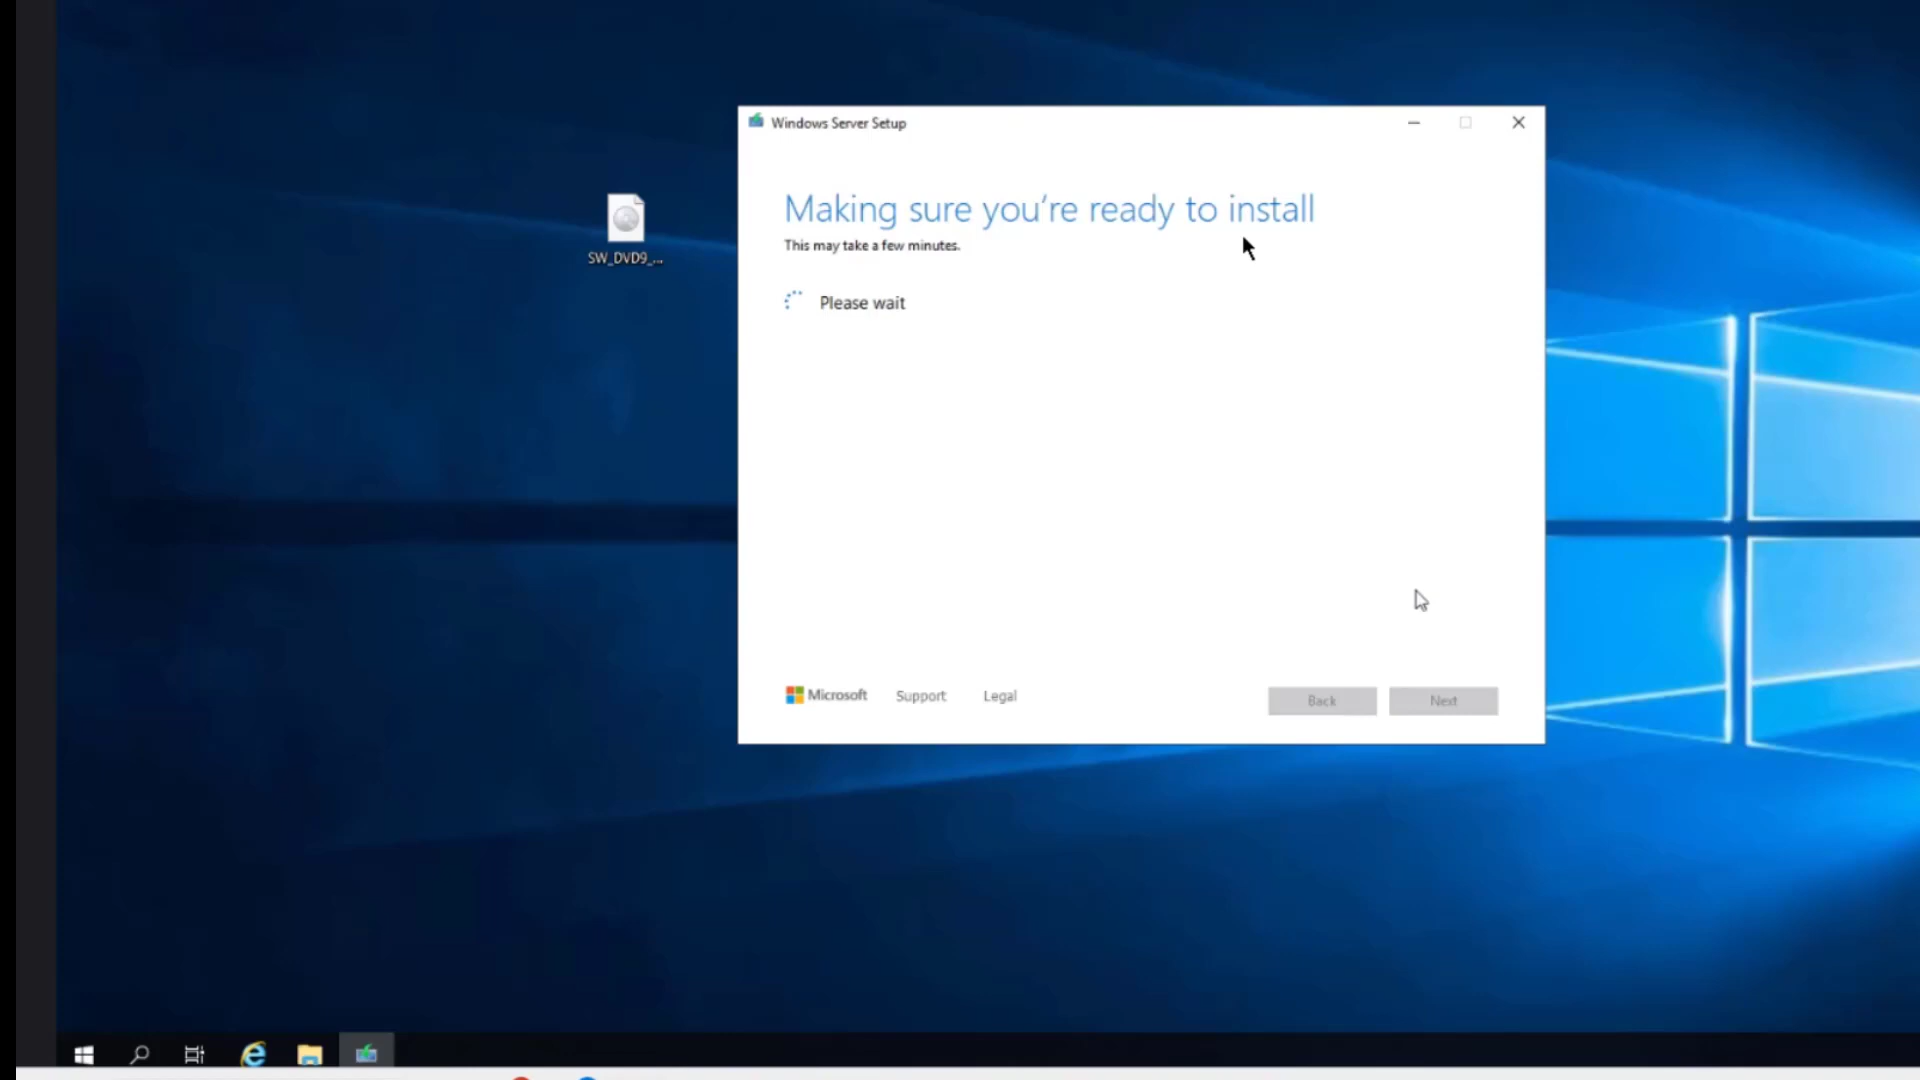 Windows Server Setup
Making sure you're ready to install
This may take a few minutes.
SW_DVD9_...
Please wait
Microsoft Support Legal Back Next